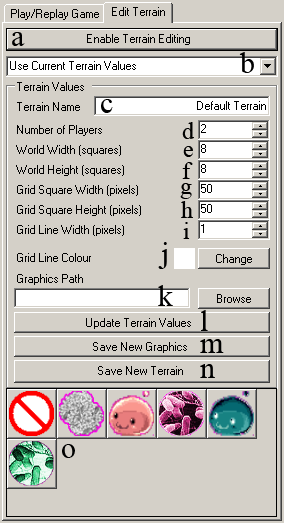 Play/Replay Game Edit Terrain
a Enable Terrain Editing
Use Current Terrain Values b
Terrain Values
Terrain Name c Default Terrain
Number of Players d 2
World Width (squares) e 8
World Height (squares) f 8
Grid Square Width (pixels) g 50
Grid Square Height (pixels) h 50
Grid Line Width (pixels) i 1
Grid Line Colour j Change
Graphics Path
k Browse
Update Terrain Values l
Save New Graphics m
Save New Terrain n
o